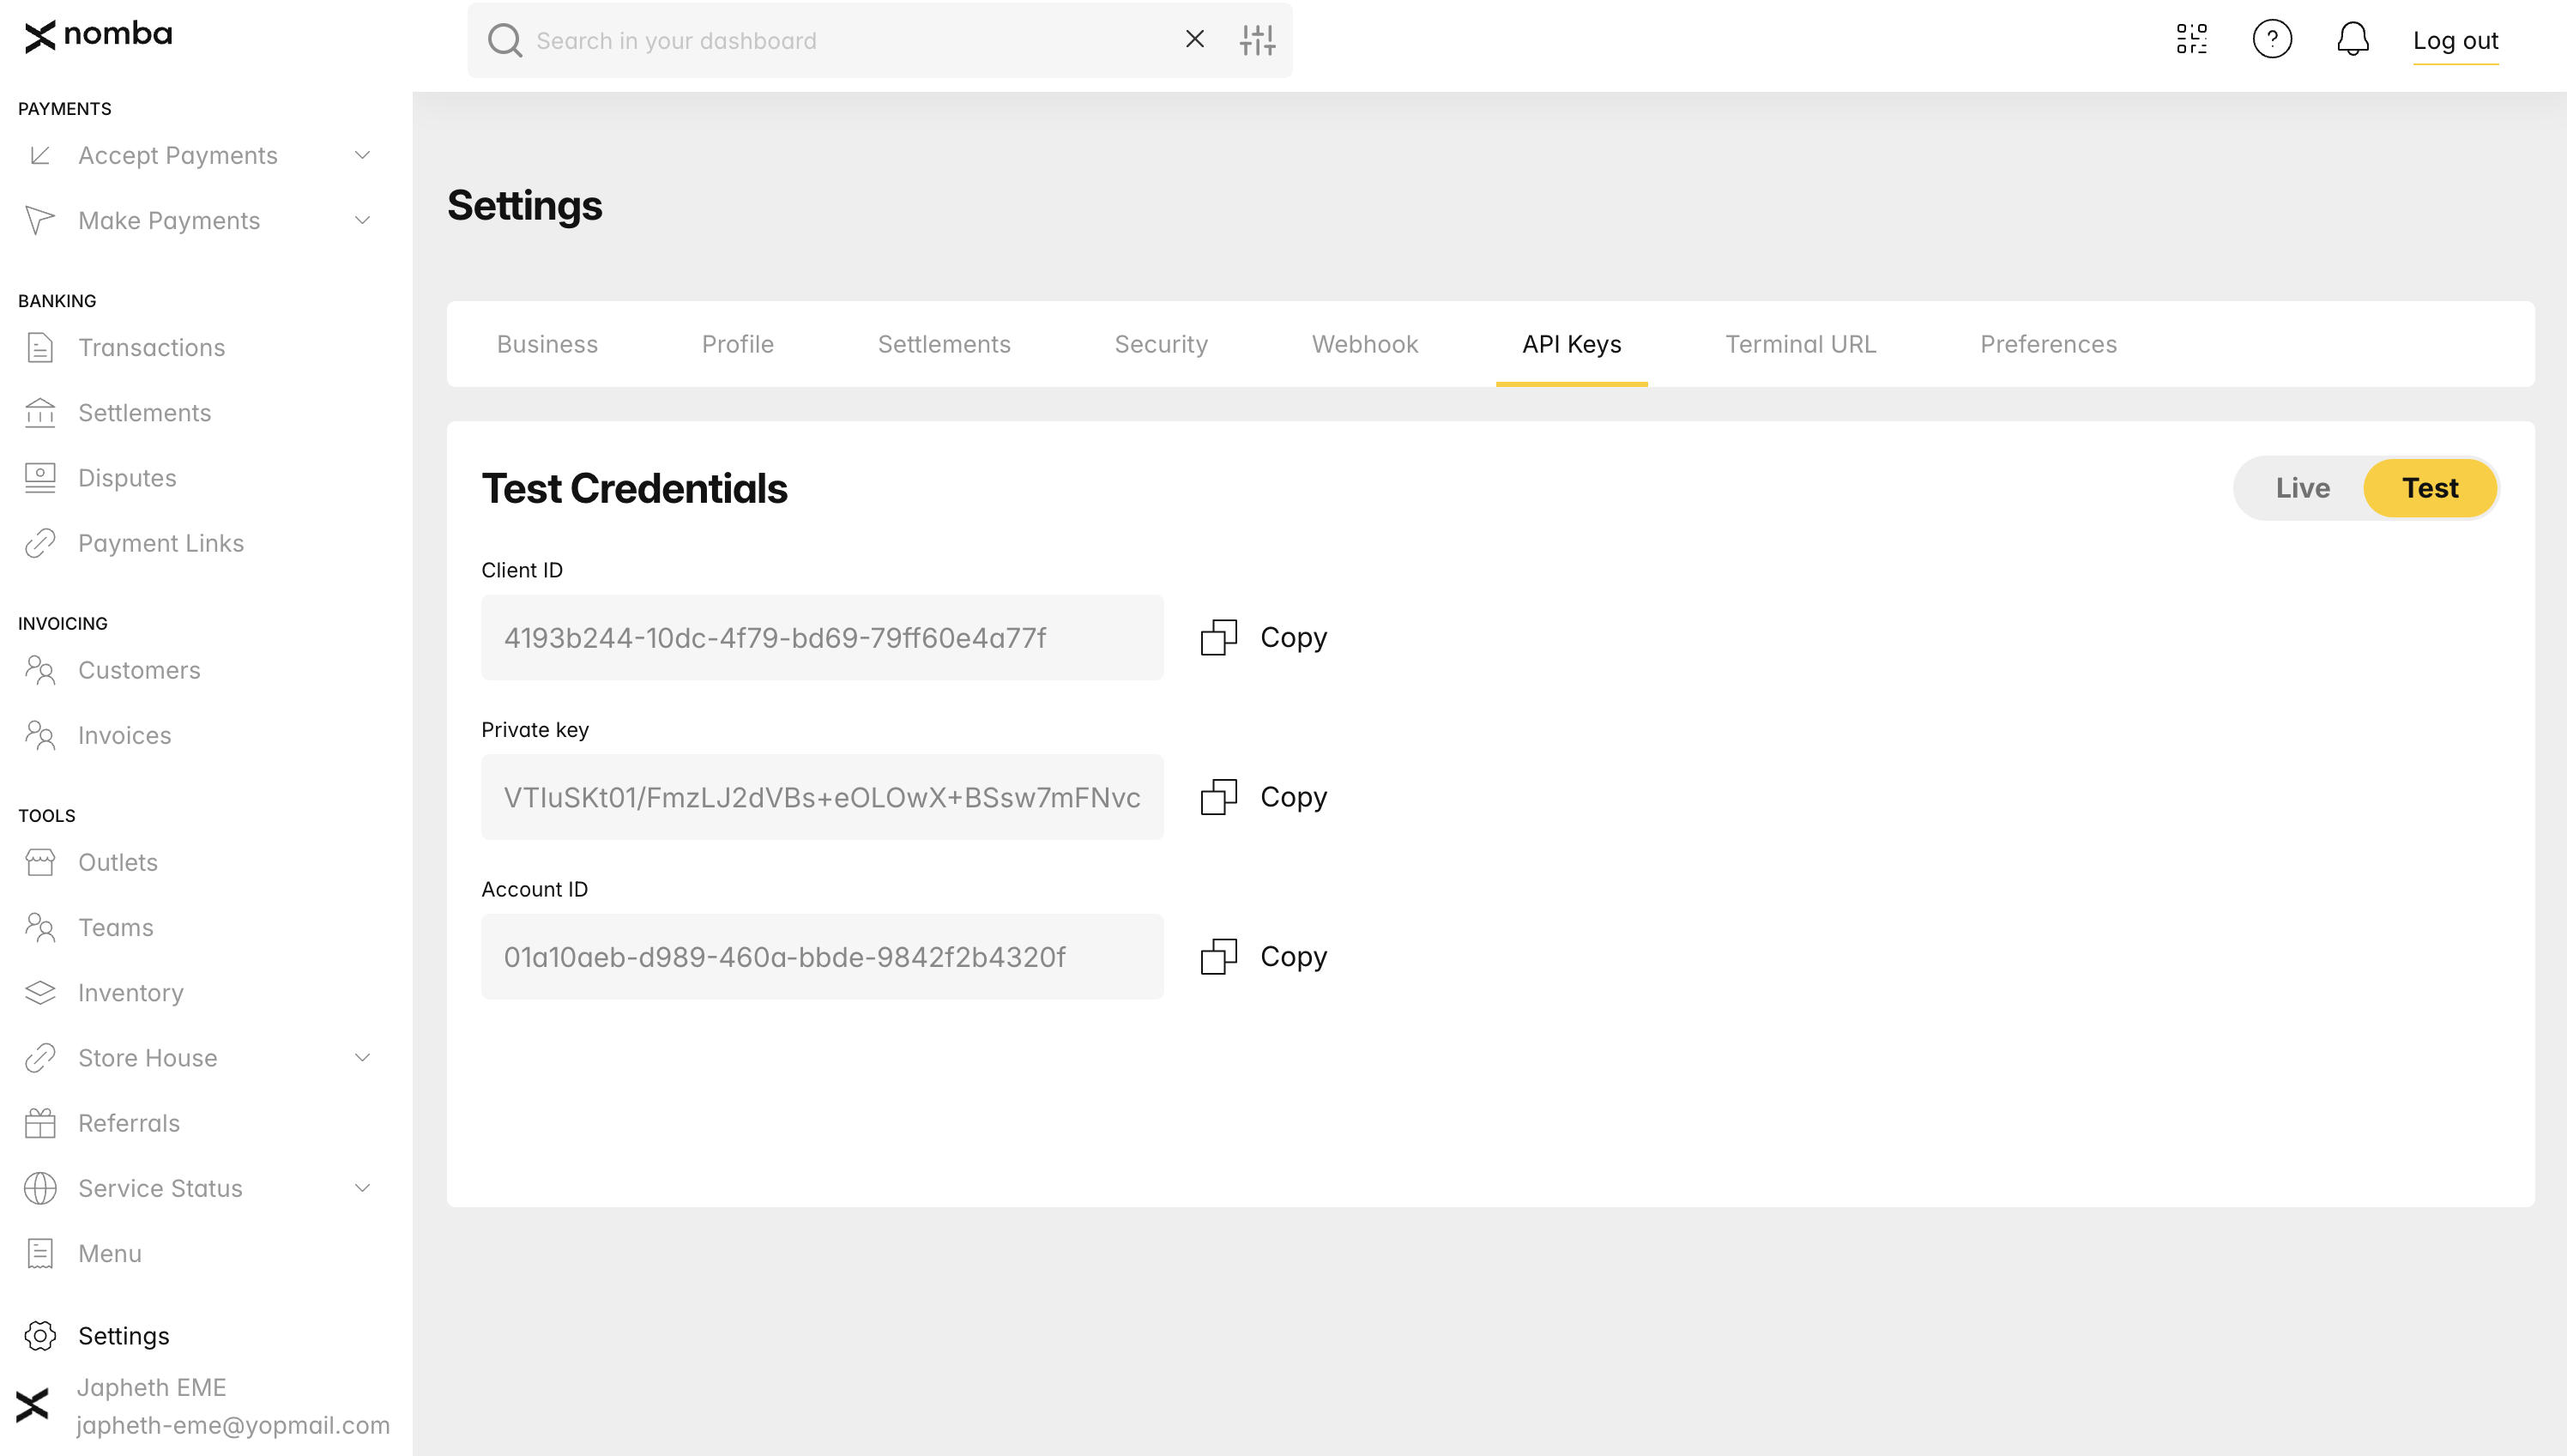 nomba
Search in your dashboard
Log out
PAYMENTS
Accept Payments
Make Payments
BANKING
Transactions
Settlements
Disputes
Payment Links
INVOICING
Customers
Invoices
TOOLS
Outlets
Teams
Inventory
Store House
Referrals
Service Status
Menu
Settings
Japheth EME
japheth-eme@yopmail.com
Settings
Business Profile Settlements Security Webhook API Keys Terminal URL Preferences
Test Credentials
Live Test
Client ID
4193b244-10dc-4f79-bd69-79ff60e4a77f Copy
Private key
VTIuSKt01/FmzLJ2dVBs+eOLOwX+BSsw7mFNvc Copy
Account ID
01a10aeb-d989-460a-bbde-9842f2b4320f Copy